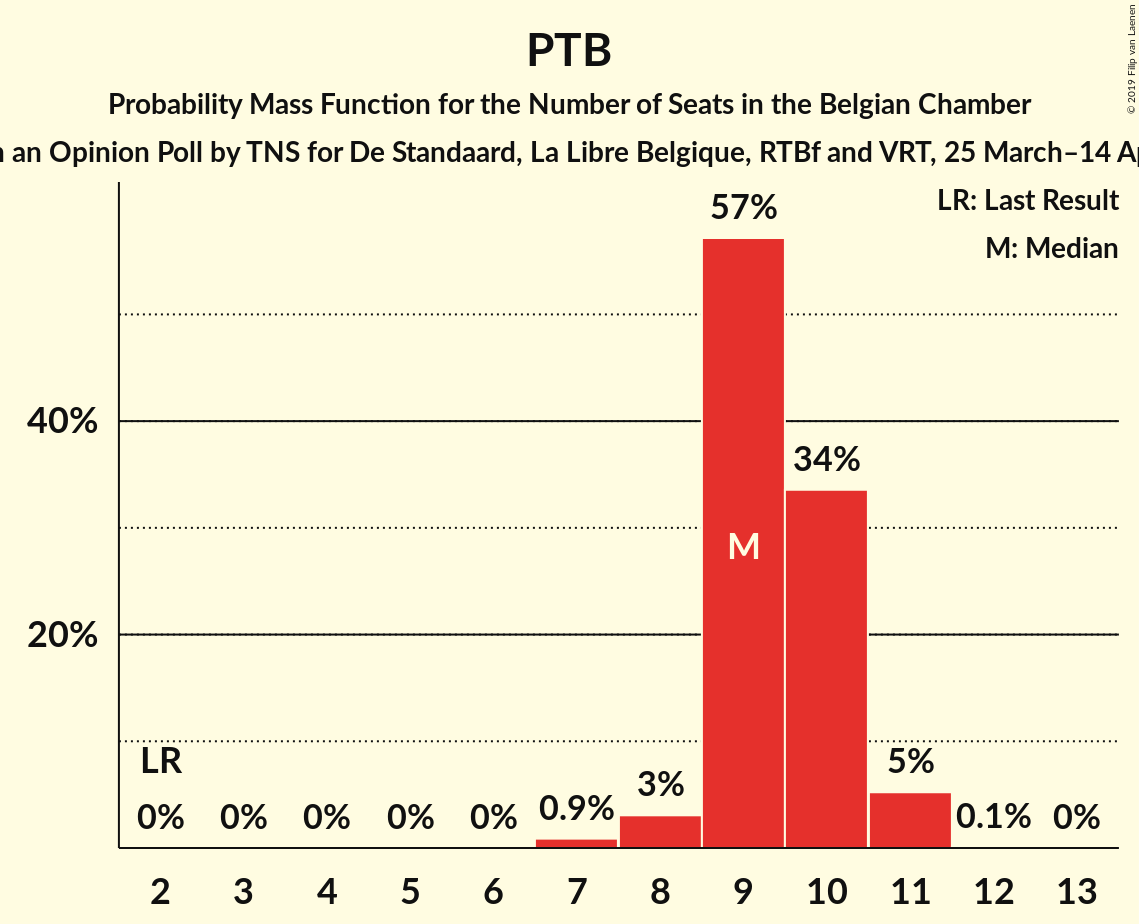 PTB
Probability Mass Function for the Number of Seats in the Belgian Chamber
an Opinion Poll by TNS for De Standaard, La Libre Belgique, RTBf and VRT, 25 March–14
© 2019 Filip van Laenen
LR: Last Result
M: Median
57%
40%
34%
M
20%
LR
0% 0% 0% 0% 0% 0.9% 3% 5% 0.1% 0%
2 3 4 5 6 7 8 9 10 11 12 13